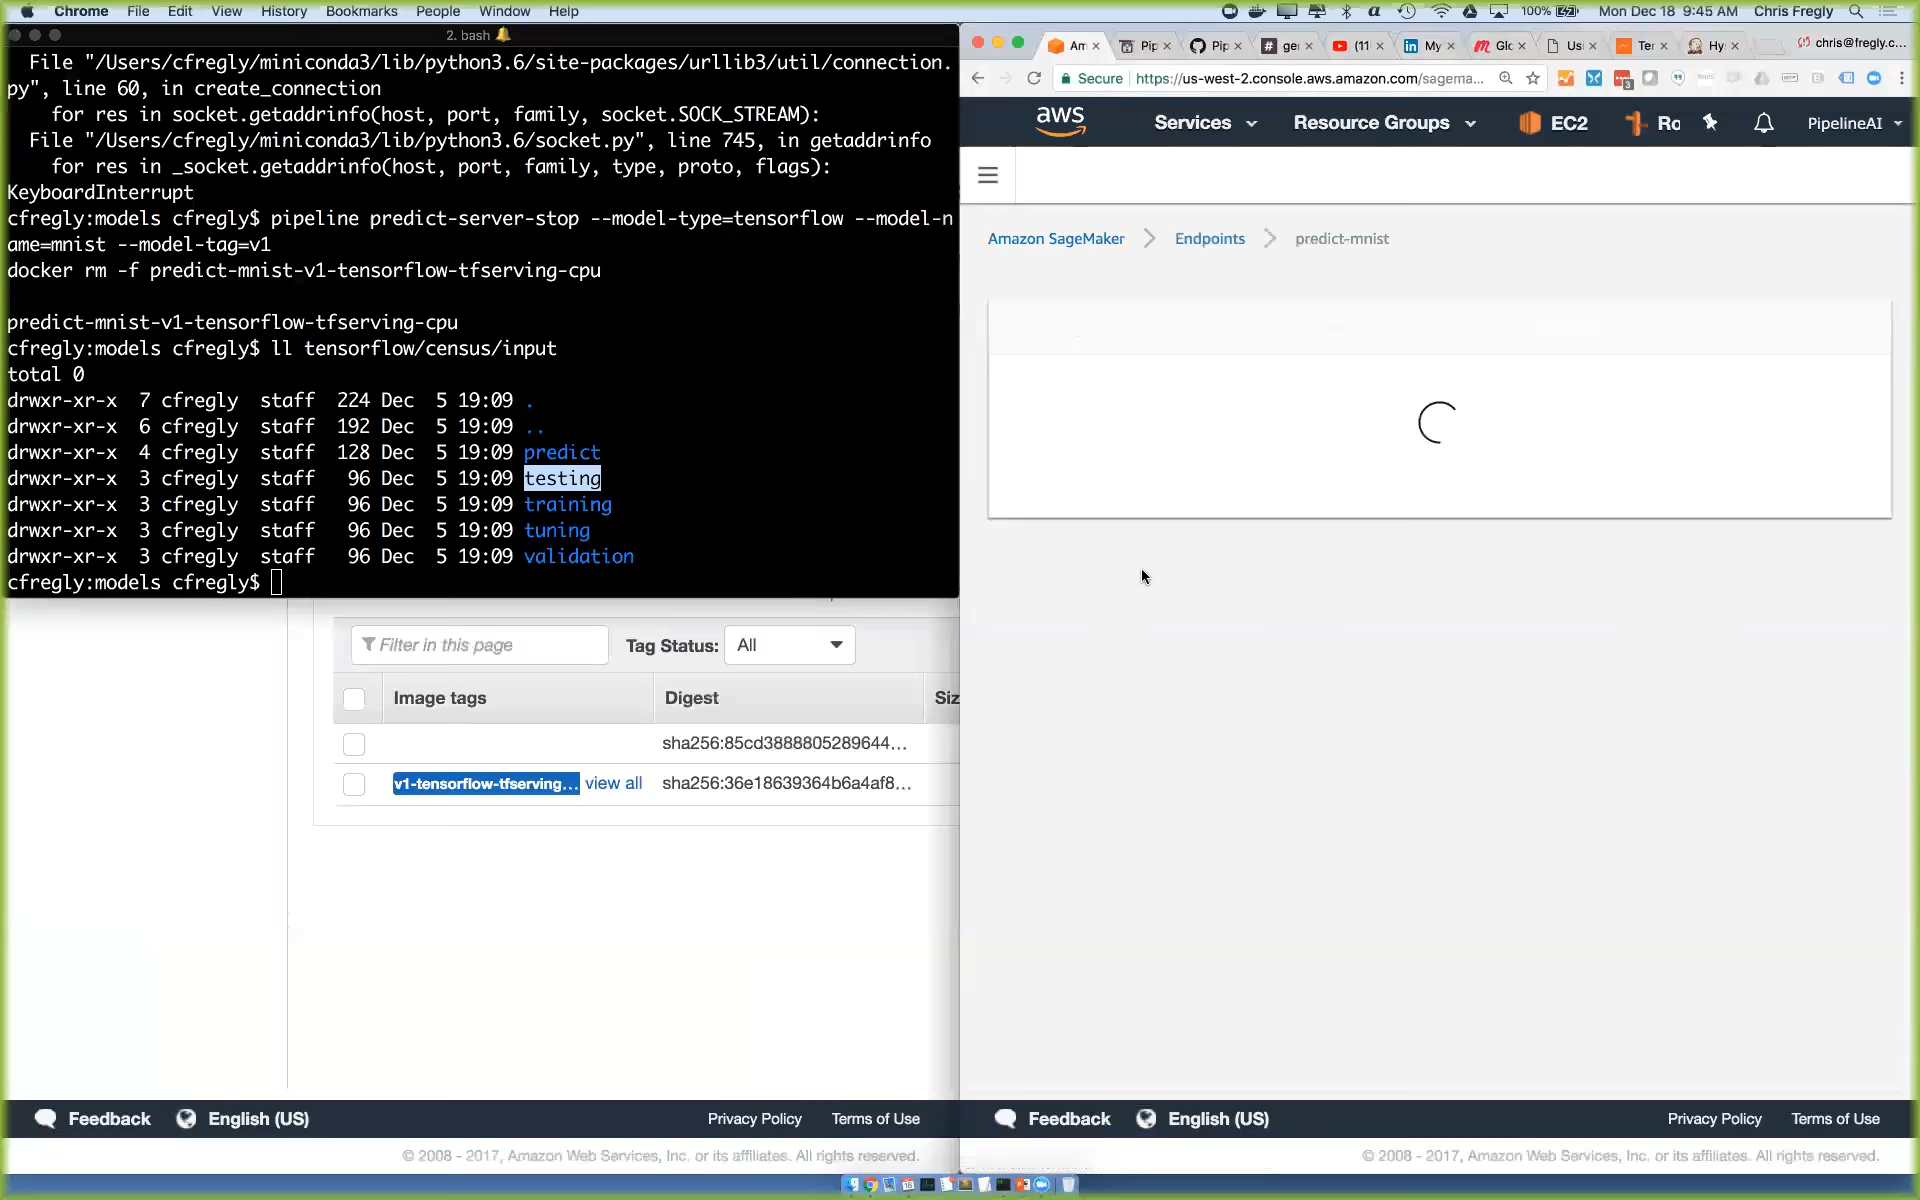 Chrome File Edit View History Bookmarks People Window Help
100% Mon Dec 18 9:45 AM Chris Fregly
2. bash
File "/Users/cfregly/miniconda3/lib/python3.6/site-packages/urllib3/util/connection.
py", line 60, in create_connection
for res in socket.getaddrinfo(host, port, family, socket.SOCK_STREAM):
File "/Users/cfregly/miniconda3/lib/python3.6/socket.py", line 745, in getaddrinfo
for res in _socket.getaddrinfo(host, port, family, type, proto, flags):
KeyboardInterrupt
cfregly:models cfregly$ pipeline predict-server-stop --model-type=tensorflow --model-n
ame=mnist --model-tag=v1
docker rm -f predict-mnist-v1-tensorflow-tfserving-cpu
predict-mnist-v1-tensorflow-tfserving-cpu
cfregly:models cfregly$ ll tensorflow/census/input
total 0
drwxr-xr-x 7 cfregly staff 224 Dec 5 19:09 .
drwxr-xr-x 6 cfregly staff 192 Dec 5 19:09 ..
drwxr-xr-x 4 cfregly staff 128 Dec 5 19:09 predict
drwxr-xr-x 3 cfregly staff 96 Dec 5 19:09 testing
drwxr-xr-x 3 cfregly staff 96 Dec 5 19:09 training
drwxr-xr-x 3 cfregly staff 96 Dec 5 19:09 tuning
drwxr-xr-x 3 cfregly staff 96 Dec 5 19:09 validation
cfregly:models cfregly$
Filter in this page Tag Status: All
Image tags Digest Siz
sha256:85cd3888805289644...
v1-tensorflow-tfserving... view all sha256:36e18639364b6a4af8...
Feedback English (US) Privacy Policy Terms of Use
© 2008 - 2017, Amazon Web Services, Inc. or its affiliates. All rights reserved.
Am Pip Pip ger (11 My Glo Usi Ter Hy chris@fregly.c...
Secure https://us-west-2.console.aws.amazon.com/sagema...
aws Services Resource Groups EC2 Ro PipelineAI
Amazon SageMaker Endpoints predict-mnist
Feedback English (US) Privacy Policy Terms of Use
© 2008 - 2017, Amazon Web Services, Inc. or its affiliates. All rights reserved.